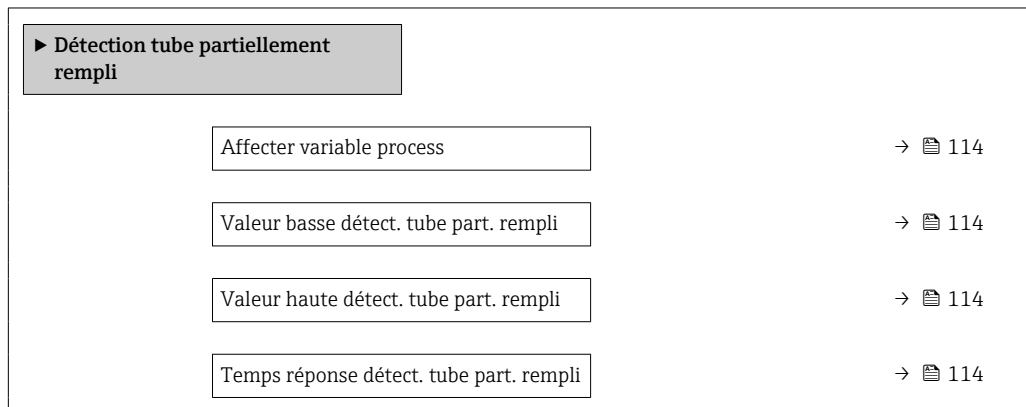 ▶ Détection tube partiellement
rempli
Affecter variable process → 114
Valeur basse détect. tube part. rempli → 114
Valeur haute détect. tube part. rempli → 114
Temps réponse détect. tube part. rempli → 114